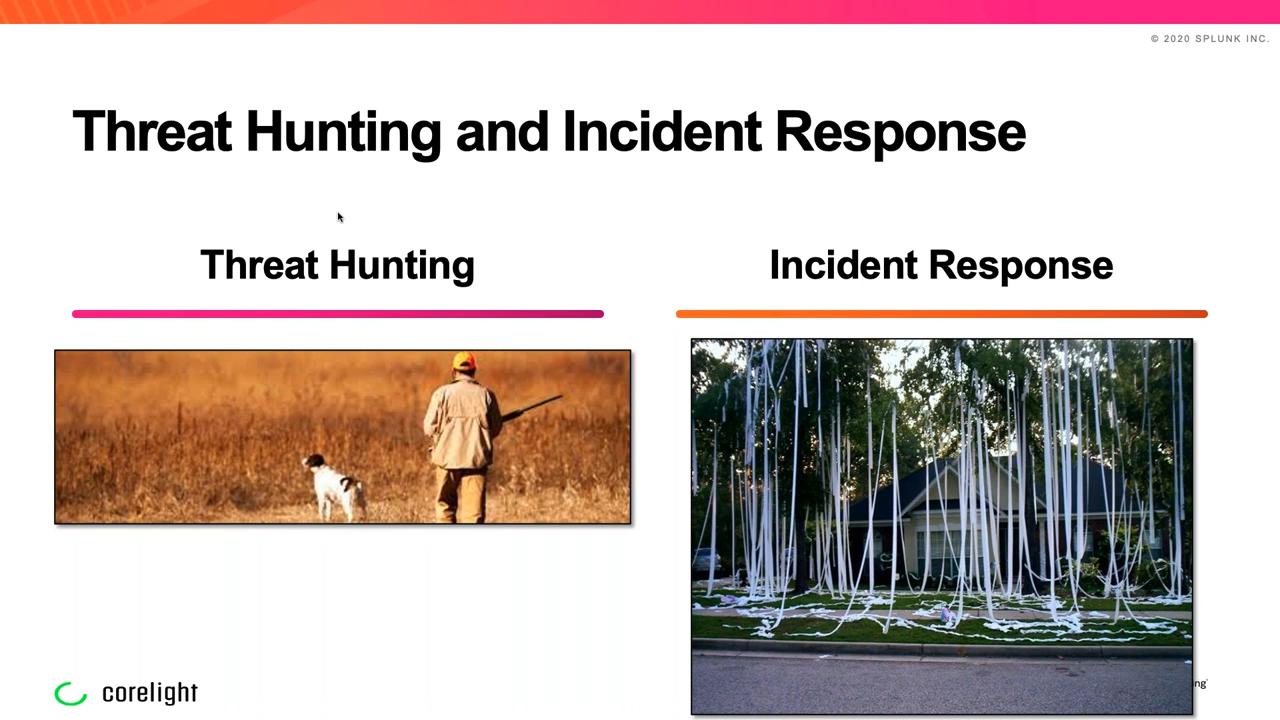 © 2020 SPLUNK INC.
Threat Hunting and Incident Response
Threat Hunting
Incident Response
corelight